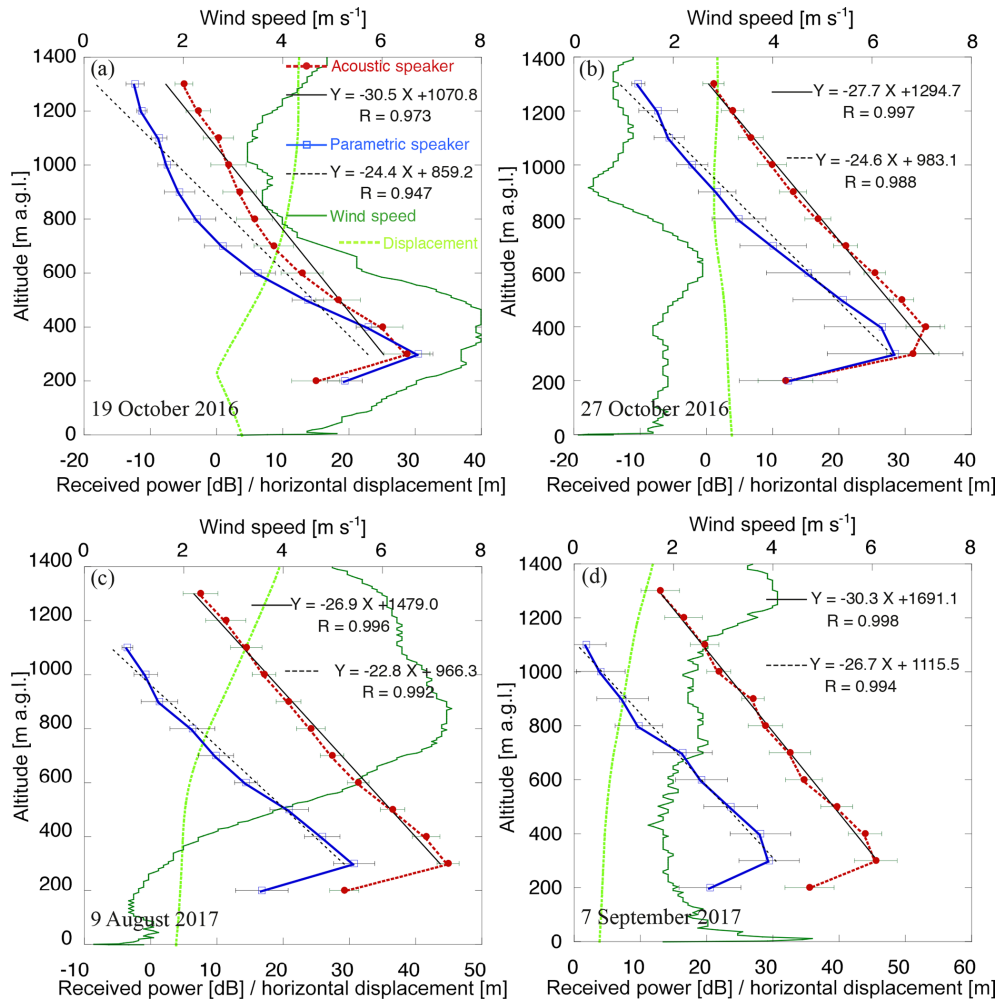 Wind speed [m s⁻¹]
0 2 4 6 8
(a)
Acoustic speaker
Y = -30.5 X +1070.8
R = 0.973
Parametric speaker
Y = -24.4 X + 859.2
R = 0.947
Wind speed
Displacement
19 October 2016
Altitude [m a.g.l.]
1400
1200
1000
800
600
400
200
0
-20 -10 0 10 20 30 40
Received power [dB] / horizontal displacement [m]
Wind speed [m s⁻¹]
0 2 4 6 8
(b)
Y = -27.7 X +1294.7
R = 0.997
Y = -24.6 X + 983.1
R = 0.988
27 October 2016
Altitude [m a.g.l.]
1400
1200
1000
800
600
400
200
0
-20 -10 0 10 20 30 40
Received power [dB] / horizontal displacement [m]
Wind speed [m s⁻¹]
0 2 4 6 8
(c)
Y = -26.9 X +1479.0
R = 0.996
Y = -22.8 X + 966.3
R = 0.992
9 August 2017
Altitude [m a.g.l.]
1400
1200
1000
800
600
400
200
0
-10 0 10 20 30 40 50
Received power [dB] / horizontal displacement [m]
Wind speed [m s⁻¹]
0 2 4 6 8
(d)
Y = -30.3 X +1691.1
R = 0.998
Y = -26.7 X + 1115.5
R = 0.994
7 September 2017
Altitude [m a.g.l.]
1400
1200
1000
800
600
400
200
0
0 10 20 30 40 50 60
Received power [dB] / horizontal displacement [m]